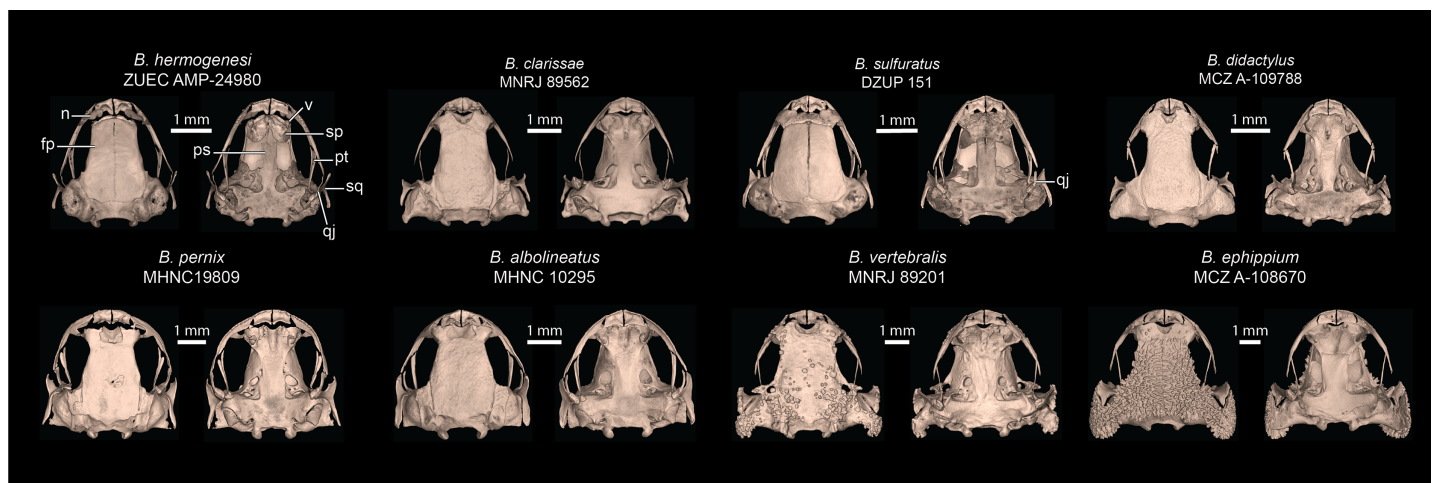 B. hermogenesi
ZUEC AMP-24980
B. clarissae
MNRJ 89562
B. sulfuratus
DZUP 151
B. didactylus
MCZ A-109788
n
fp
1 mm
v
sp
ps
pt
sq
qj
1 mm
1 mm
qj
1 mm
B. pernix
MHNC19809
B. albolineatus
MHNC 10295
B. vertebralis
MNRJ 89201
B. ephippium
MCZ A-108670
1 mm
1 mm
1 mm
1 mm